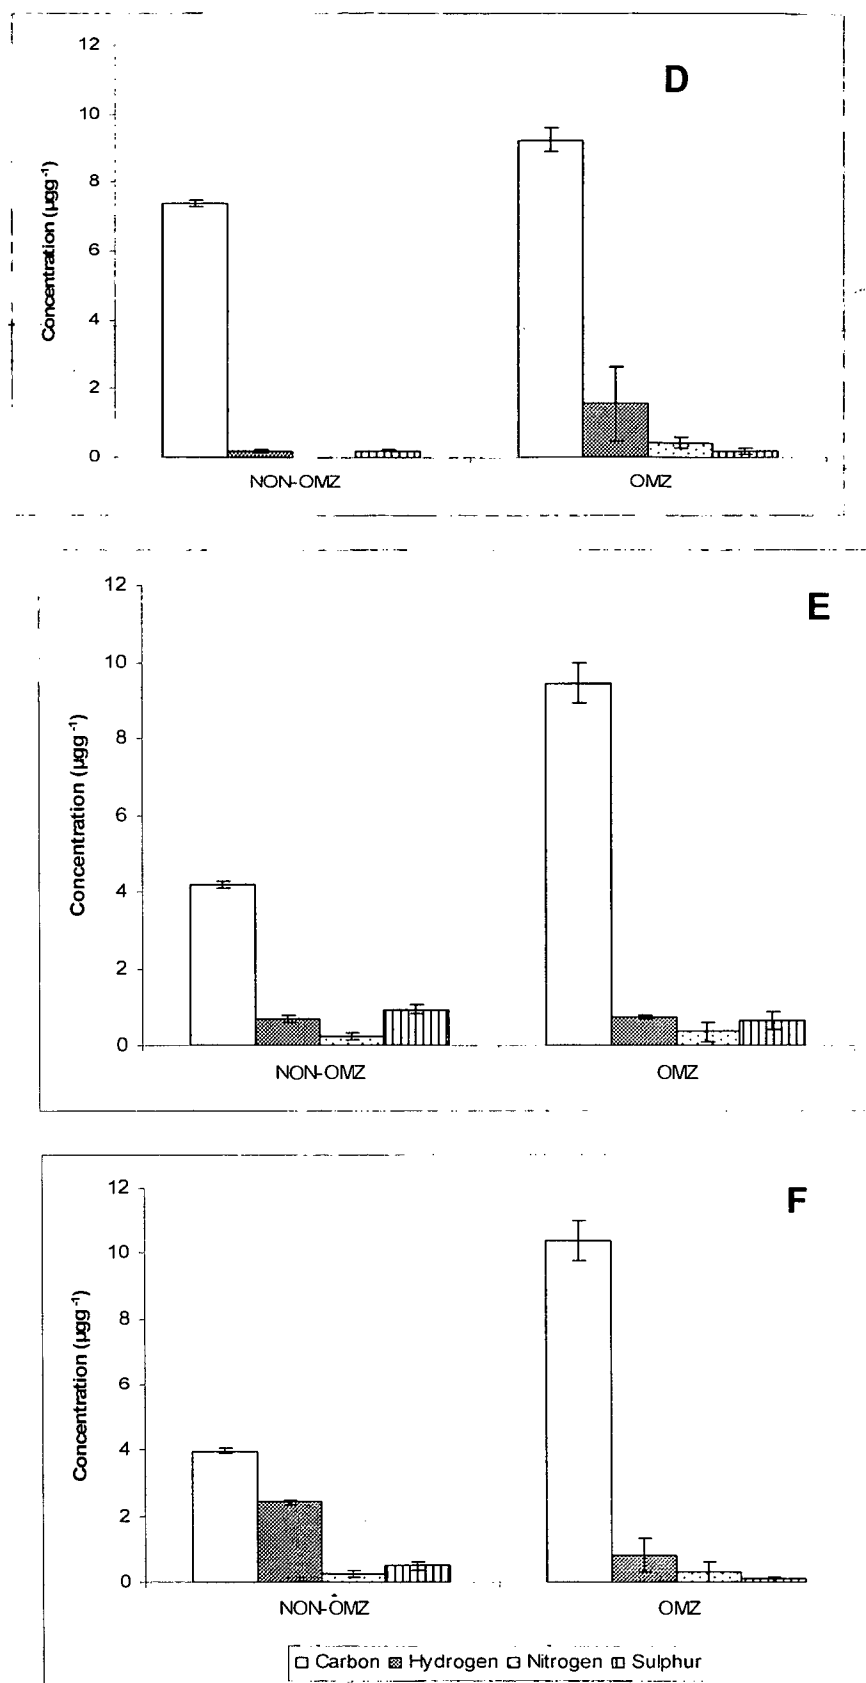 D
Concentration (µgg-1)
12
10
8
6
4
2
0
NON-OMZ
OMZ
E
Concentration (µgg-1)
12
10
8
6
4
2
0
NON-OMZ
OMZ
F
Concentration (µgg-1)
12
10
8
6
4
2
0
NON-OMZ
OMZ
Carbon Hydrogen Nitrogen Sulphur